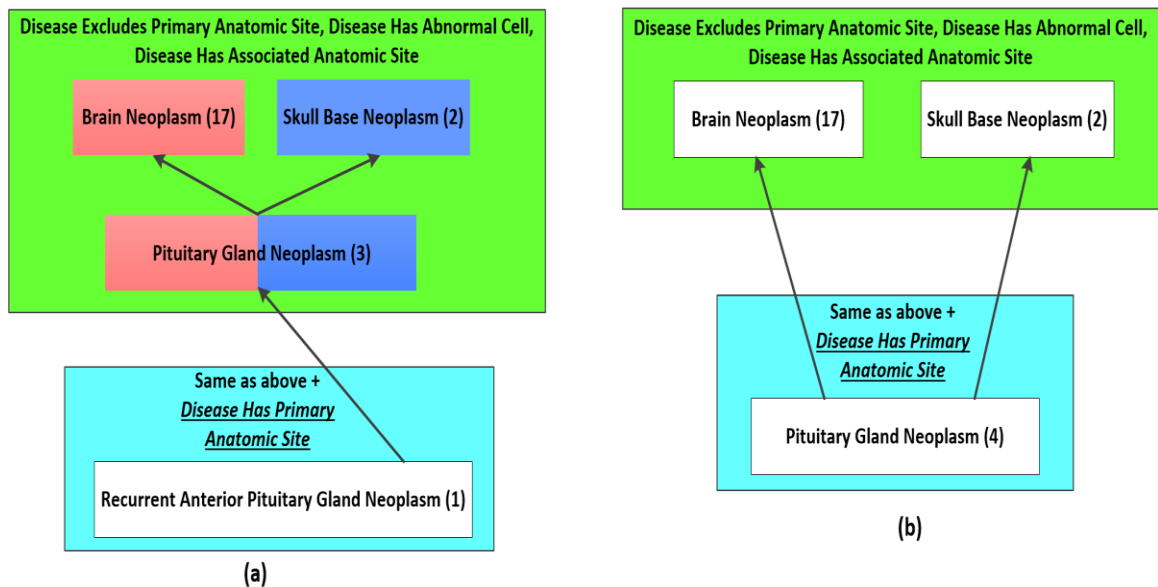 Disease Excludes Primary Anatomic Site, Disease Has Abnormal Cell,
Disease Has Associated Anatomic Site
Brain Neoplasm (17)
Skull Base Neoplasm (2)
Pituitary Gland Neoplasm (3)
Same as above +
Disease Has Primary
Anatomic Site
Recurrent Anterior Pituitary Gland Neoplasm (1)
(a)
Disease Excludes Primary Anatomic Site, Disease Has Abnormal Cell,
Disease Has Associated Anatomic Site
Brain Neoplasm (17)
Skull Base Neoplasm (2)
Same as above +
Disease Has Primary
Anatomic Site
Pituitary Gland Neoplasm (4)
(b)